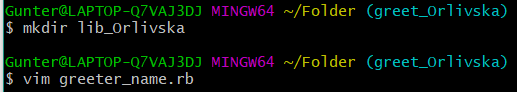 Gunter@LAPTOP-Q7VAJ3DJ MINGW64 ~/Folder (greet_Orlivska)
$ mkdir lib_Orlivska
Gunter@LAPTOP-Q7VAJ3DJ MINGW64 ~/Folder (greet_Orlivska)
$ vim greeter_name.rb